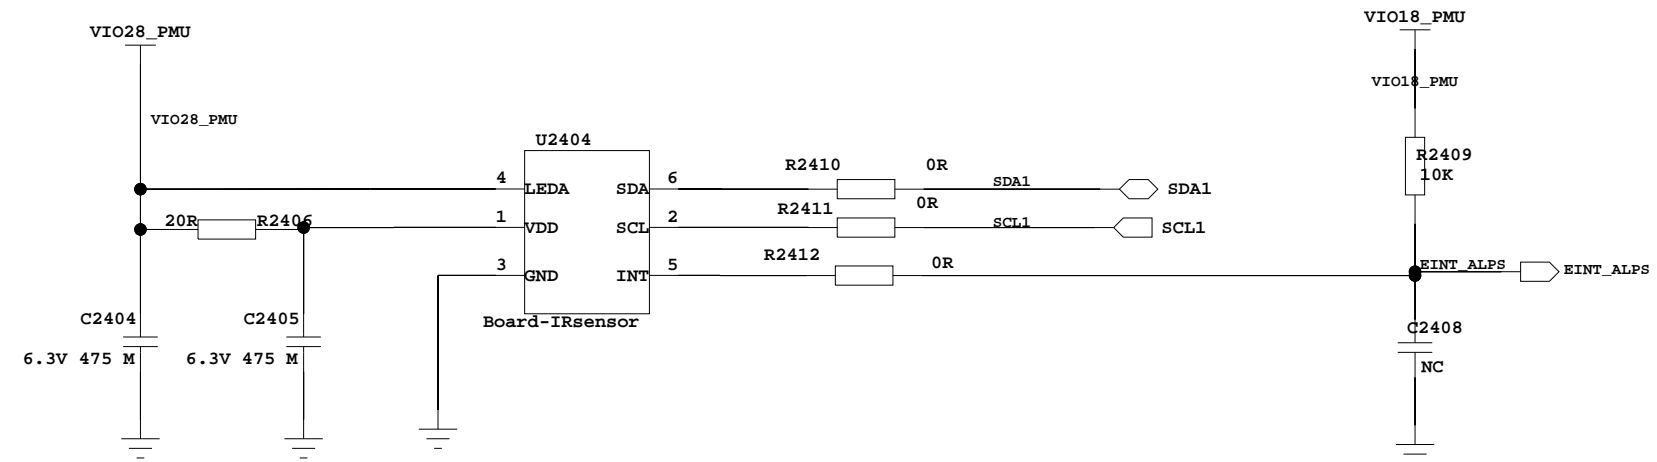 VIO28_PMU
VIO18_PMU
VIO18_PMU
VIO28_PMU
U2404
R2409
10K
R2410 0R
4 LEDA SDA 6 SDA1 SDA1
R2411 0R
20R R2406 1 VDD SCL 2 SCL1 SCL1
R2412 0R
3 GND INT 5 EINT_ALPS EINT_ALPS
C2404 C2405 Board-IRsensor C2408
6.3V 475 M 6.3V 475 M NC